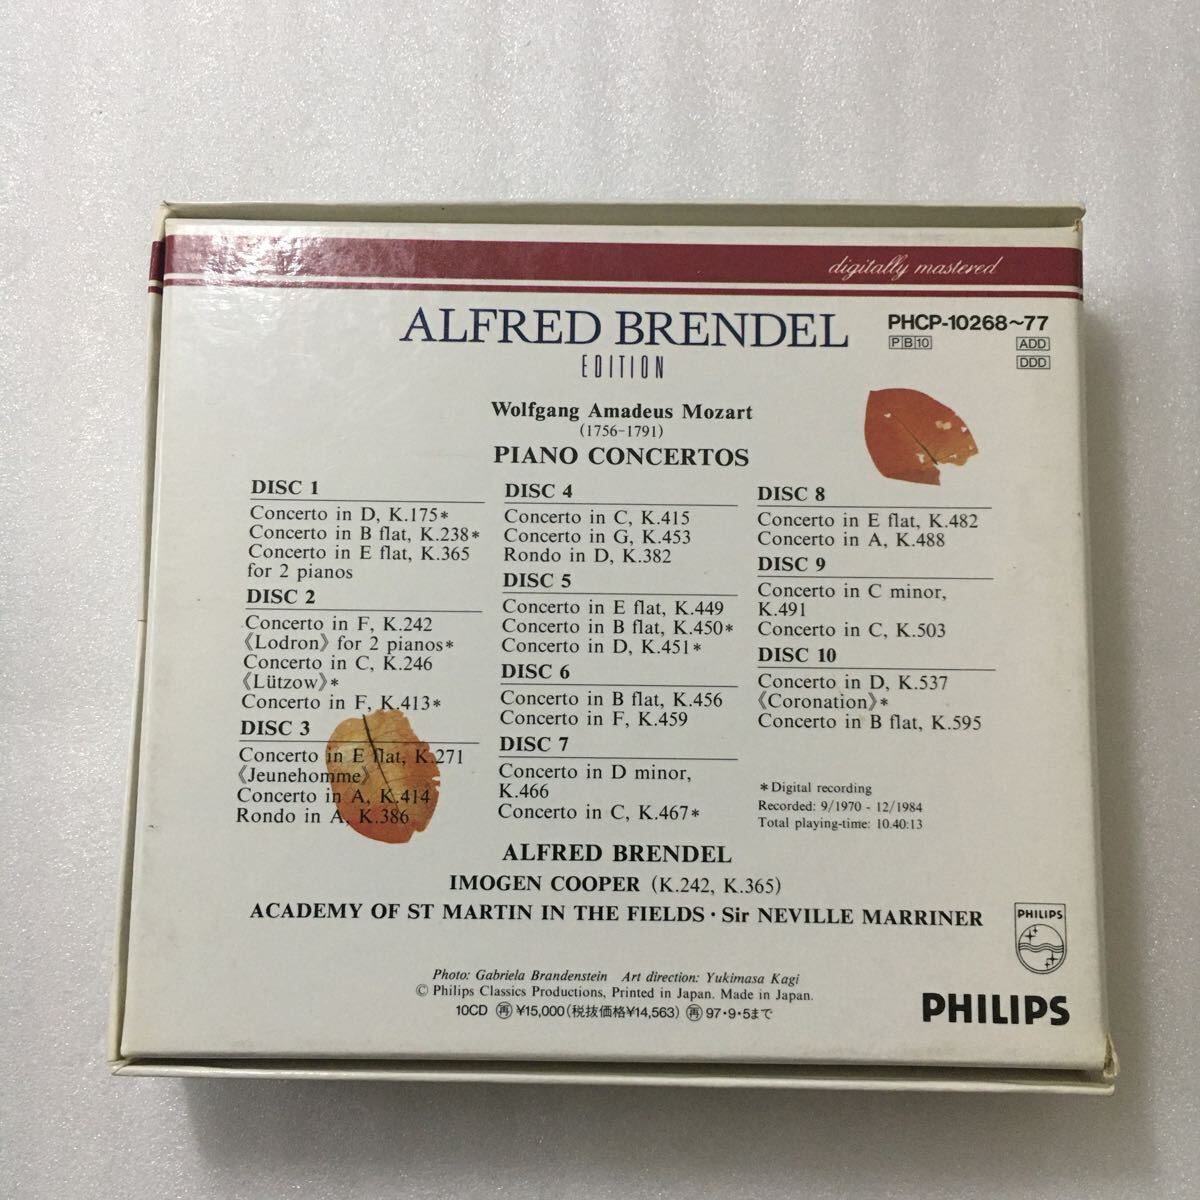 digitally mastered
ALFRED BRENDEL
EDITION
PHCP-10268~77
PB10
ADD
DDD
Wolfgang Amadeus Mozart
(1756-1791)
PIANO CONCERTOS
DISC 1
Concerto in D, K.175*
Concerto in B flat, K.238*
Concerto in E flat, K.365
for 2 pianos
DISC 2
Concerto in F, K.242
《Lodron》 for 2 pianos*
Concerto in C, K.246
《Lützow》*
Concerto in F, K.413*
DISC 3
Concerto in E flat, K.271
《Jeunehomme》
Concerto in A, K.414
Rondo in A, K.386
DISC 4
Concerto in C, K.415
Concerto in G, K.453
Rondo in D, K.382
DISC 5
Concerto in E flat, K.449
Concerto in B flat, K.450*
Concerto in D, K.451*
DISC 6
Concerto in B flat, K.456
Concerto in F, K.459
DISC 7
Concerto in D minor,
K.466
Concerto in C, K.467*
DISC 8
Concerto in E flat, K.482
Concerto in A, K.488
DISC 9
Concerto in C minor,
K.491
Concerto in C, K.503
DISC 10
Concerto in D, K.537
《Coronation》*
Concerto in B flat, K.595
*Digital recording
Recorded: 9/1970 - 12/1984
Total playing-time: 10.40:13
ALFRED BRENDEL
IMOGEN COOPER (K.242, K.365)
ACADEMY OF ST MARTIN IN THE FIELDS · Sir NEVILLE MARRINER
Photo: Gabriela Brandenstein Art direction: Yukimasa Kagi
© Philips Classics Productions, Printed in Japan. Made in Japan.
10CD ㊢¥15,000(税抜価格¥14,563) ㊢97・9・5まで
PHILIPS
PHILIPS